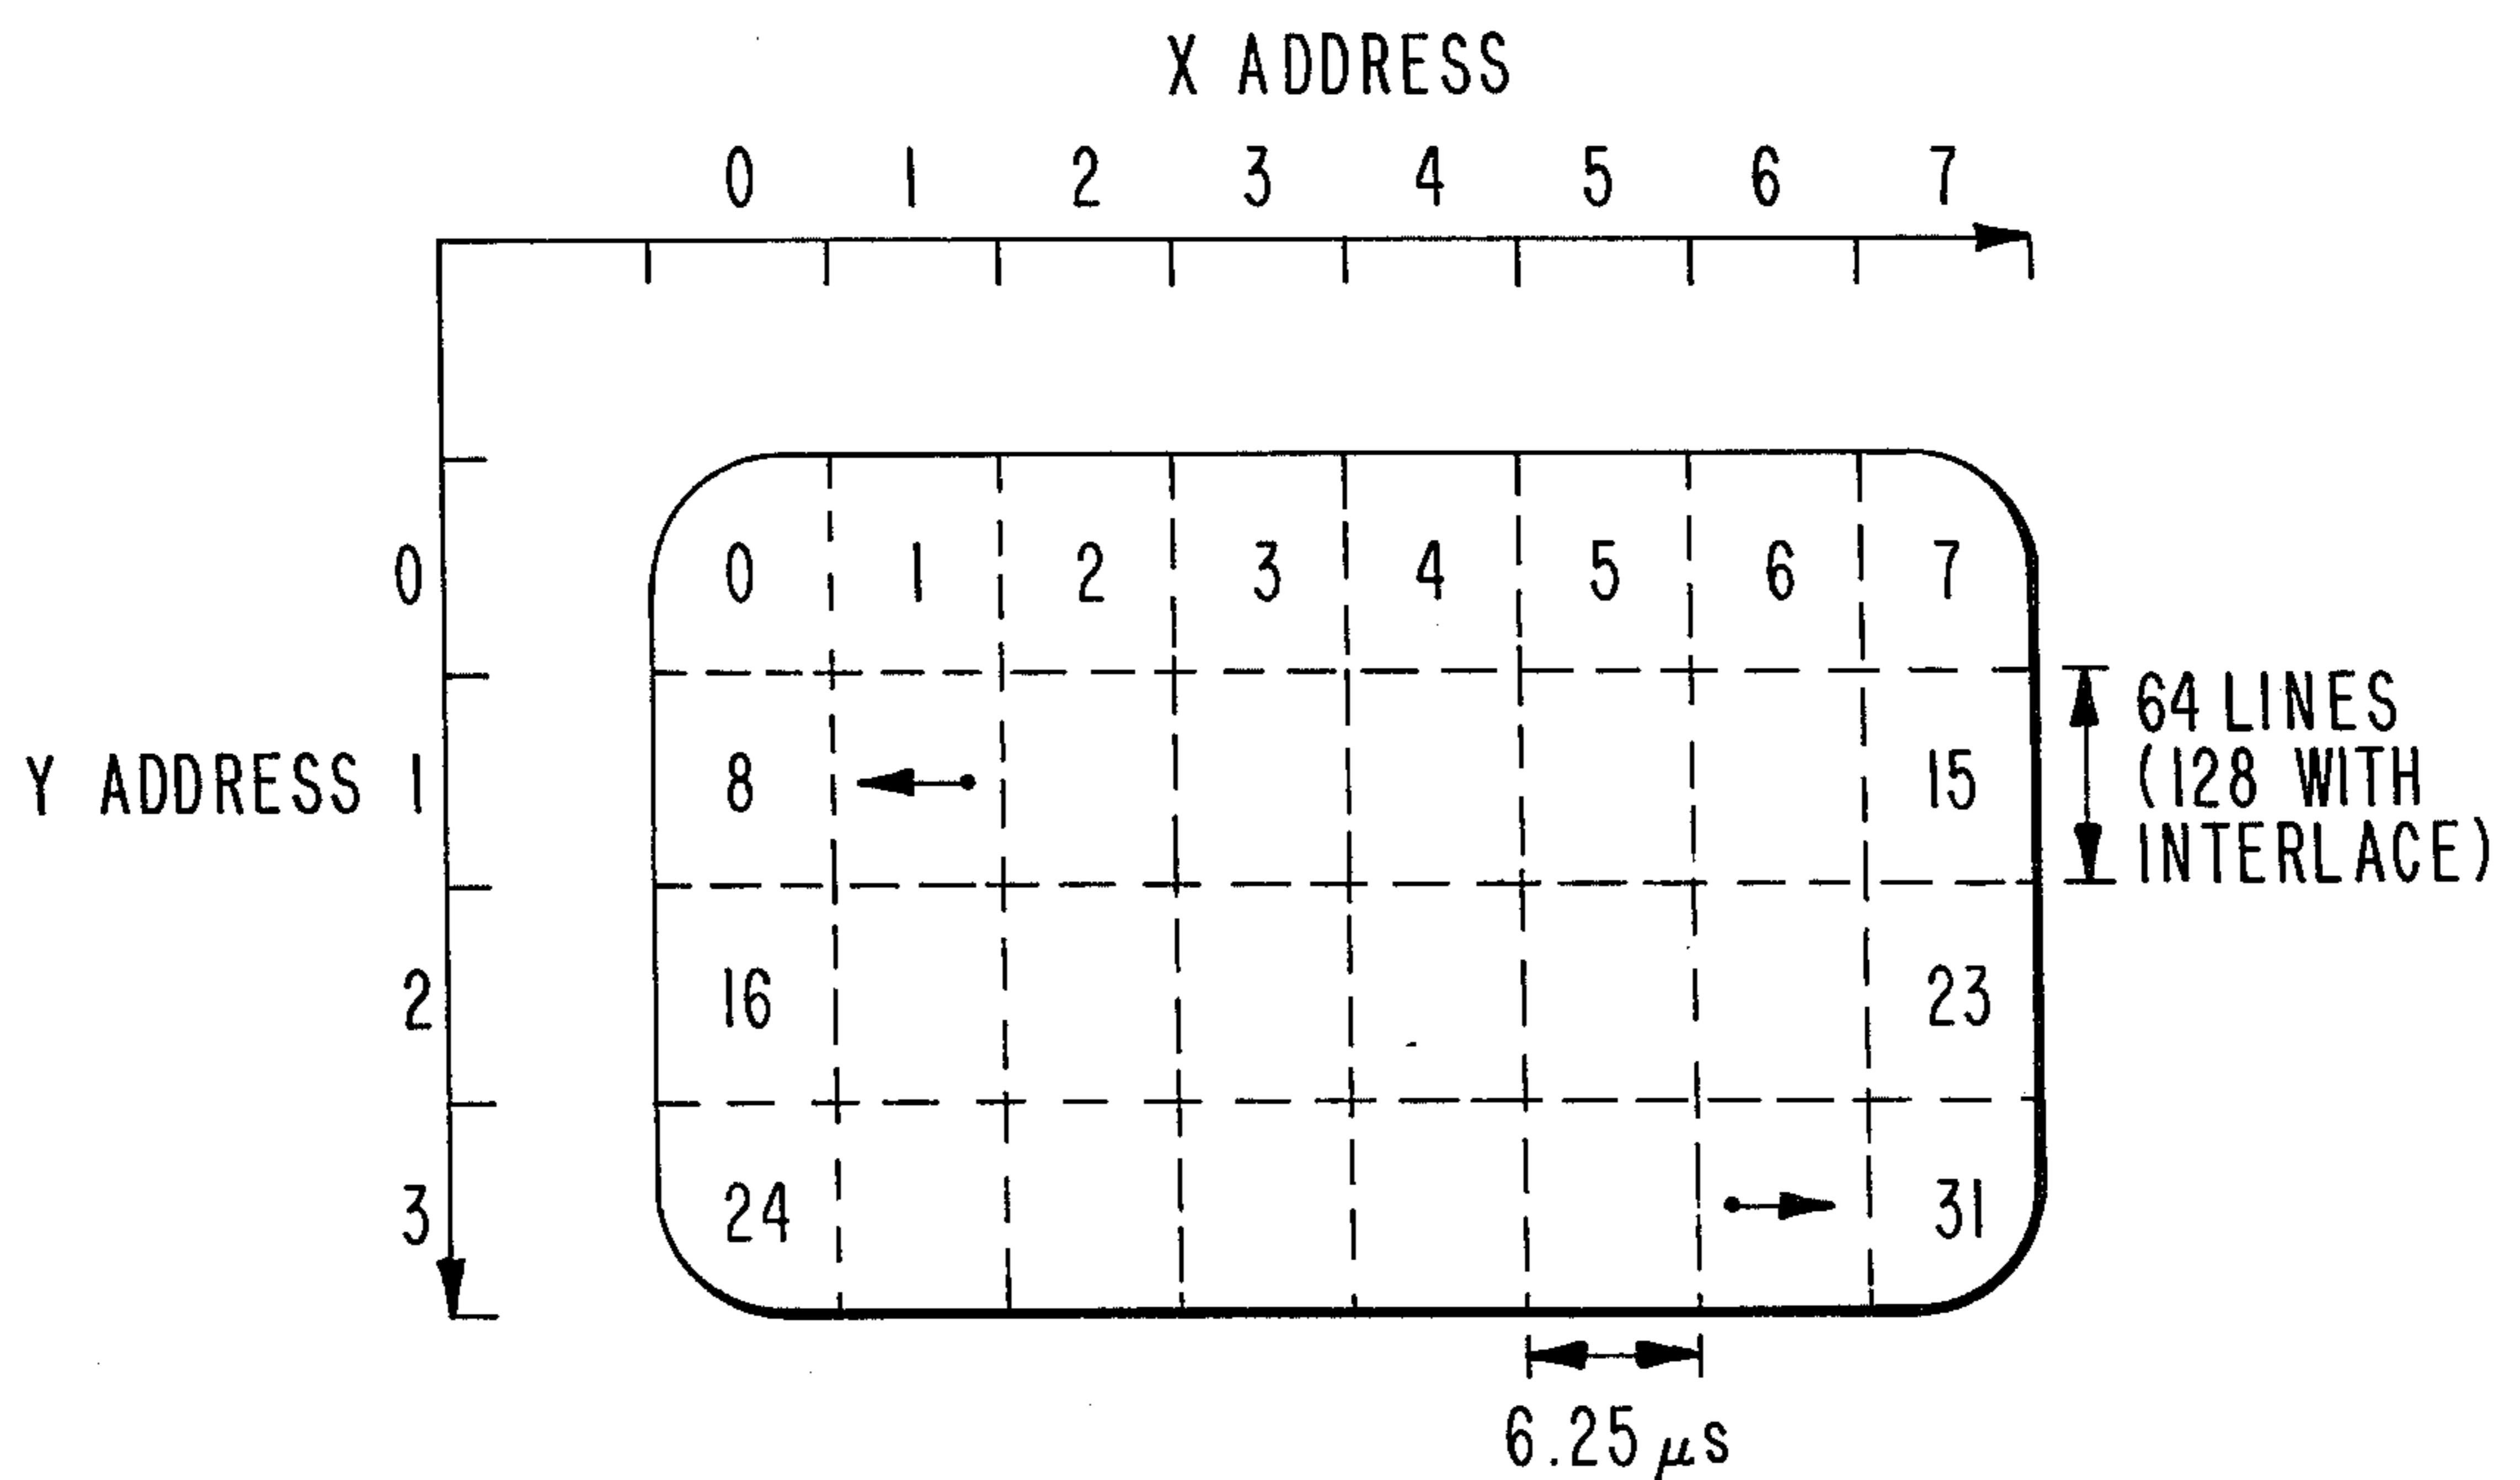 X ADDRESS
0 1 2 3 4 5 6 7
0 0 1 2 3 4 5 6 7
Y ADDRESS 1 8 15
64 LINES
(128 WITH
INTERLACE)
2 16 23
3 24 31
6.25 μs